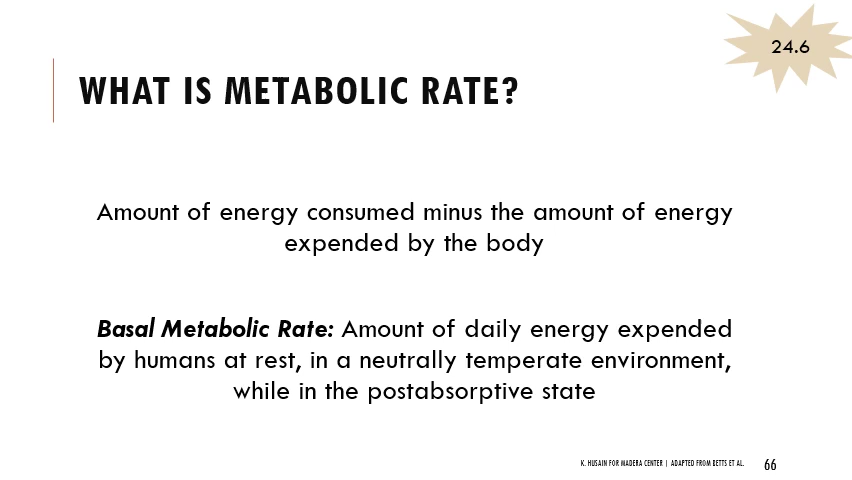 24.6
WHAT IS METABOLIC RATE?
Amount of energy consumed minus the amount of energy
expended by the body
Basal Metabolic Rate: Amount of daily energy expended
by humans at rest, in a neutrally temperate environment,
while in the postabsorptive state
K. HUSAIN FOR MADERA CENTER | ADAPTED FROM BETTS ET AL. 66